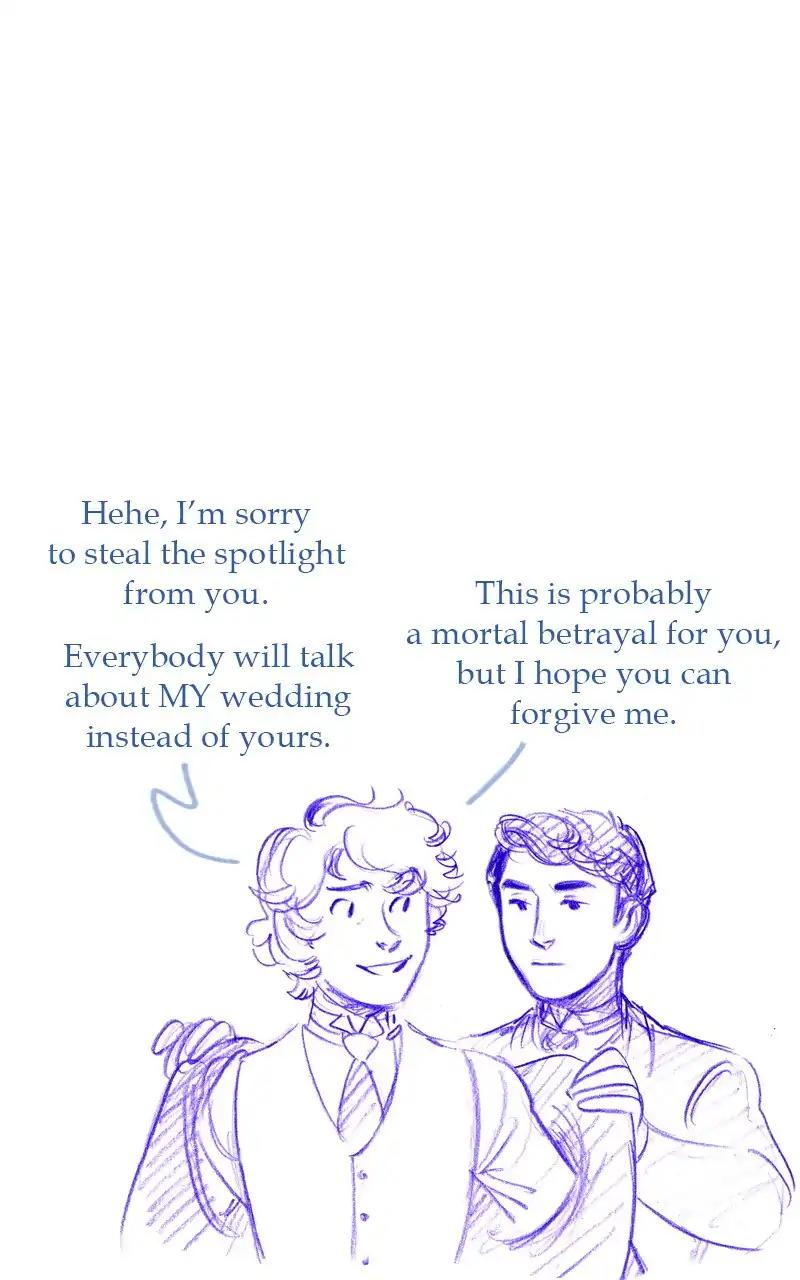 Hehe, I’m sorry
to steal the spotlight
from you.
Everybody will talk
about MY wedding
instead of yours.
This is probably
a mortal betrayal for you,
but I hope you can
forgive me.